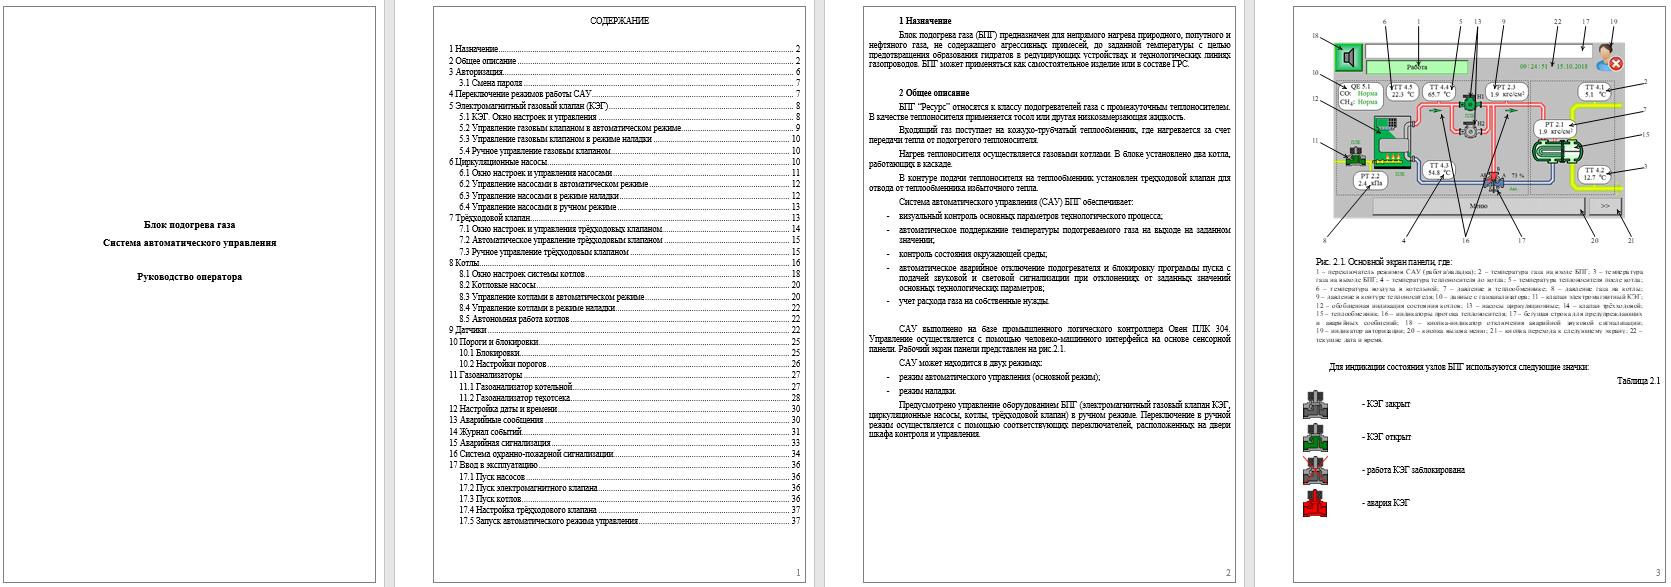 Блок подогрева газа
Система автоматического управления
Руководство оператора
СОДЕРЖАНИЕ
1 Назначение 2
2 Общее описание 2
3 Авторизация 6
3.1 Смена пароля 7
4 Переключение режимов работы САУ 7
5 Электромагнитный газовый клапан (КЭГ) 8
5.1 КЭГ. Окно настроек и управления 8
5.2 Управление газовым клапаном в автоматическом режиме 9
5.3 Управление газовым клапаном в режиме наладки 10
5.4 Ручное управление газовым клапаном 10
6 Циркуляционные насосы 10
6.1 Окно настроек и управления насосами 11
6.2 Управление насосами в автоматическом режиме 12
6.3 Управление насосами в режиме наладки 12
6.4 Управление насосами в ручном режиме 13
7 Трёхходовой клапан 13
7.1 Окно настроек и управления трёхходовых клапаном 14
7.2 Автоматическое управление трёхходовым клапаном 15
7.3 Ручное управление трёхходовым клапаном 15
8 Котлы 16
8.1 Окно настроек системы котлов 18
8.2 Котловые насосы 20
8.3 Управление котлами в автоматическом режиме 20
8.4 Управление котлами в режиме наладки 22
8.5 Автономная работа котлов 22
9 Датчики 22
10 Пороги и блокировки 25
10.1 Блокировки 25
10.2 Настройки порогов 26
11 Газоанализаторы 27
11.1 Газоанализатор котельной 27
11.2 Газоанализатор техотсека 28
12 Настройка даты и времени 30
13 Аварийные сообщения 30
14 Журнал событий 31
15 Аварийная сигнализация 33
16 Система охранно-пожарной сигнализации 34
17 Ввод в эксплуатацию 36
17.1 Пуск насосов 36
17.2 Пуск электромагнитного клапана 36
17.3 Пуск котлов 36
17.4 Настройка трёхходового клапана 37
17.5 Запуск автоматического режима управления 37
1
1 Назначение
Блок подогрева газа (БПГ) предназначен для непрямого нагрева природного, попутного и
нефтяного газа, не содержащего агрессивных примесей, до заданной температуры с целью
предотвращения образования гидратов в редуцирующих устройствах и технологических линиях
газопроводов. БПГ может применяться как самостоятельное изделие или в составе ГРС.
2 Общее описание
БПГ “Ресурс” относятся к классу подогревателей газа с промежуточным теплоносителем.
В качестве теплоносителя применяется тосол или другая низкозамерзающая жидкость.
Входящий газ поступает на кожухо-трубчатый теплообменник, где нагревается за счет
передачи тепла от подогретого теплоносителя.
Нагрев теплоносителя осуществляется газовыми котлами. В блоке установлено два котла,
работающих в каскаде.
В контуре подачи теплоносителя на теплообменник установлен трехходовой клапан для
отвода от теплообменника избыточного тепла.
Система автоматического управления (САУ) БПГ обеспечивает:
- визуальный контроль основных параметров технологического процесса;
- автоматическое поддержание температуры подогреваемого газа на выходе на заданном
значении;
- контроль состояния окружающей среды;
- автоматическое аварийное отключение подогревателя и блокировку программы пуска с
подачей звуковой и световой сигнализации при отклонениях от заданных значений
основных технологических параметров;
- учет расхода газа на собственные нужды.
САУ выполнено на базе промышленного логического контроллера Овен ПЛК 304.
Управление осуществляется с помощью человеко-машинного интерфейса на основе сенсорной
панели. Рабочий экран панели представлен на рис.2.1.
САУ может находится в двух режимах:
- режим автоматического управления (основной режим);
- режим наладки.
Предусмотрено управление оборудованием БПГ (электромагнитный газовый клапан КЭГ,
циркуляционные насосы, котлы, трёхходовой клапан) в ручном режиме. Переключение в ручной
режим осуществляется с помощью соответствующих переключателей, расположенных на двери
шкафа контроля и управления.
2
6 1 5 13 9 22 17 19
18
Работа
09:24:51 15.10.2018
10
QE 5.1
CO: Норма
CH4: Норма
TT 4.5
22.3 °C
TT 4.4
65.7 °C
H1
PT 2.3
1.9 кгс/см²
TT 4.1
5.1 °C
2
12
7
H2
PT 2.1
1.9 кгс/см²
15
11
TT 4.3
54.8 °C
73 %
TT 4.2
12.7 °C
3
PT 2.2
2.4 кПа
Меню
>>
8 4 16 17 20 21
Рис. 2.1. Основной экран панели, где:
1 – переключатель режимов САУ (работа/наладка); 2 – температура газа на входе БПГ; 3 – температура
газа на выходе БПГ; 4 – температура теплоносителя до котла; 5 – температура теплоносителя после котла;
6 – температура воздуха в котельной; 7 – давление в теплообменнике; 8 – давление газа на котлы;
9 – давление в контуре теплоносителя; 10 – данные с газоанализатора; 11 – клапан электромагнитный КЭГ;
12 – обобщенная индикация состояния котлов; 13 – насосы циркуляционные; 14 – клапан трёхходовой;
15 – теплообменник; 16 – индикаторы протока теплоносителя; 17 – бегущая строка для предупреждающих
и аварийных сообщений; 18 – кнопка-индикатор отключения аварийной звуковой сигнализации;
19 – индикатор авторизации; 20 – кнопка вызова меню; 21 – кнопка перехода к следующему экрану; 22 –
текущие дата и время.
Для индикации состояния узлов БПГ используются следующие значки:
Таблица 2.1
- КЭГ закрыт
- КЭГ открыт
- работа КЭГ заблокирована
- авария КЭГ
3